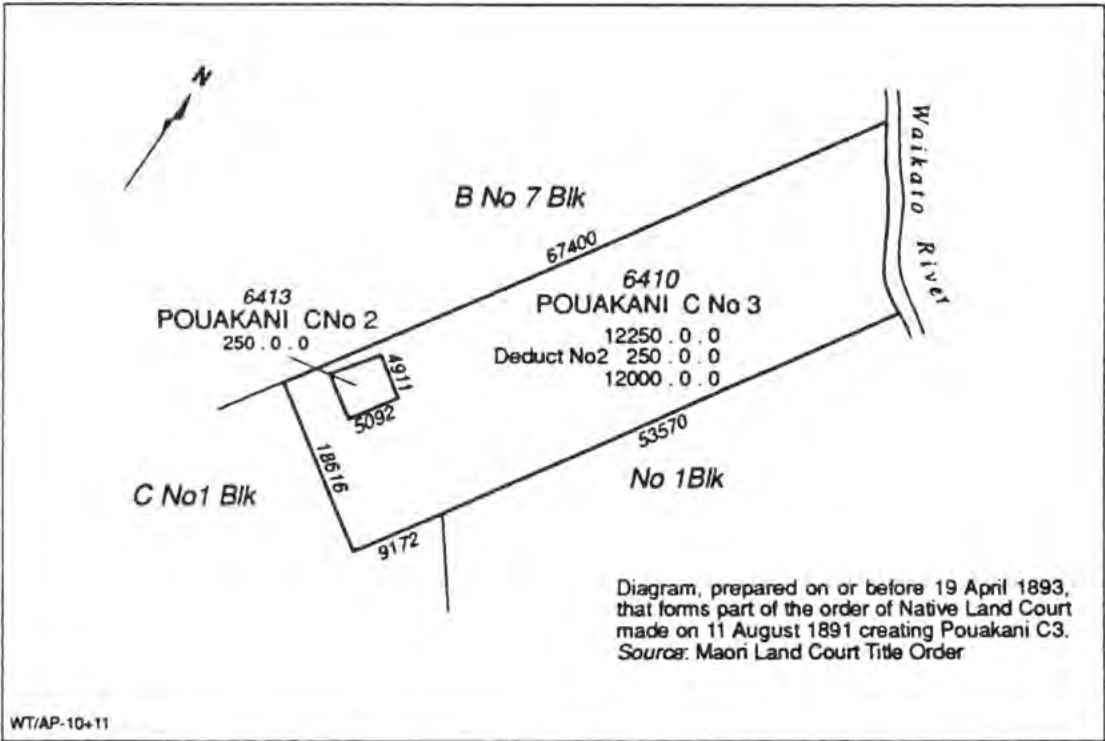 N
Waikato River
B No 7 Blk
67400
6413
POUAKANI CNo 2
250.0.0
6410
POUAKANI C No 3
12250.0.0
Deduct No2 250.0.0
12000.0.0
4911
5092
18616
53570
C No1 Blk
No 1Blk
9172
Diagram, prepared on or before 19 April 1893,
that forms part of the order of Native Land Court
made on 11 August 1891 creating Pouakani C3.
Source: Maori Land Court Title Order
WT/AP-10+11